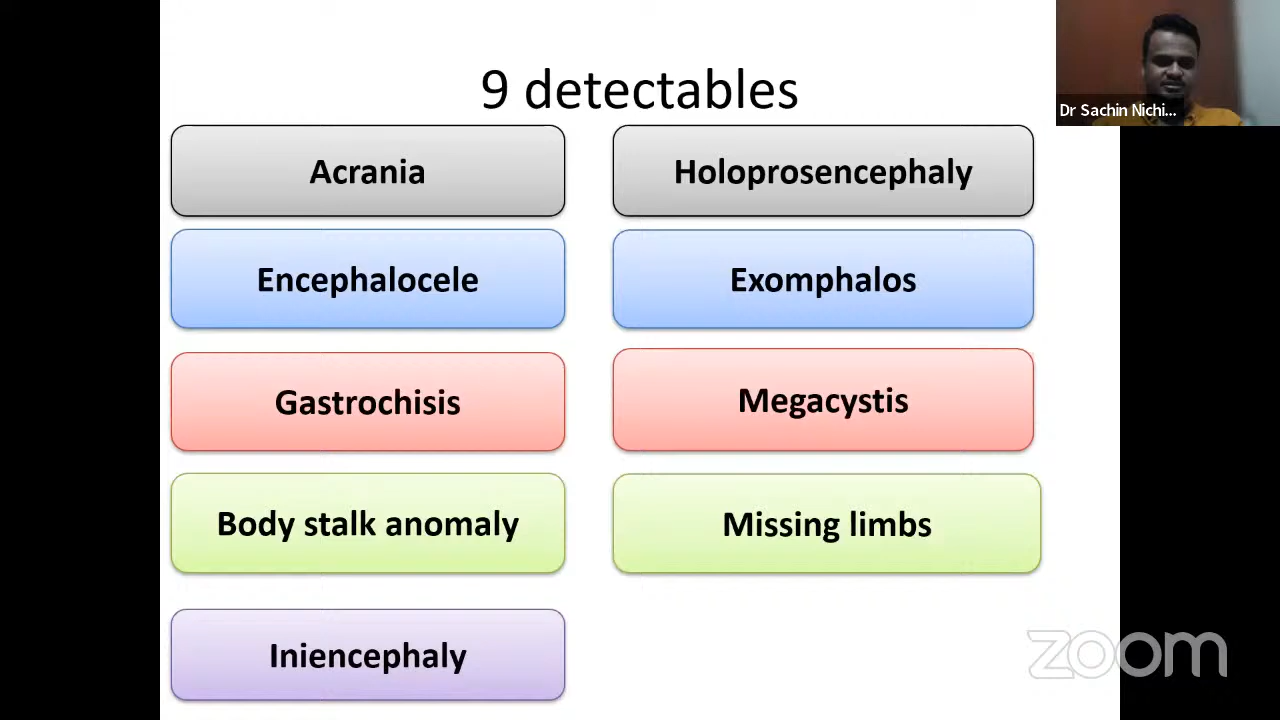 9 detectables
Dr Sachin Nichi...
Acrania
Holoprosencephaly
Encephalocele
Exomphalos
Gastrochisis
Megacystis
Body stalk anomaly
Missing limbs
Iniencephaly
zoom